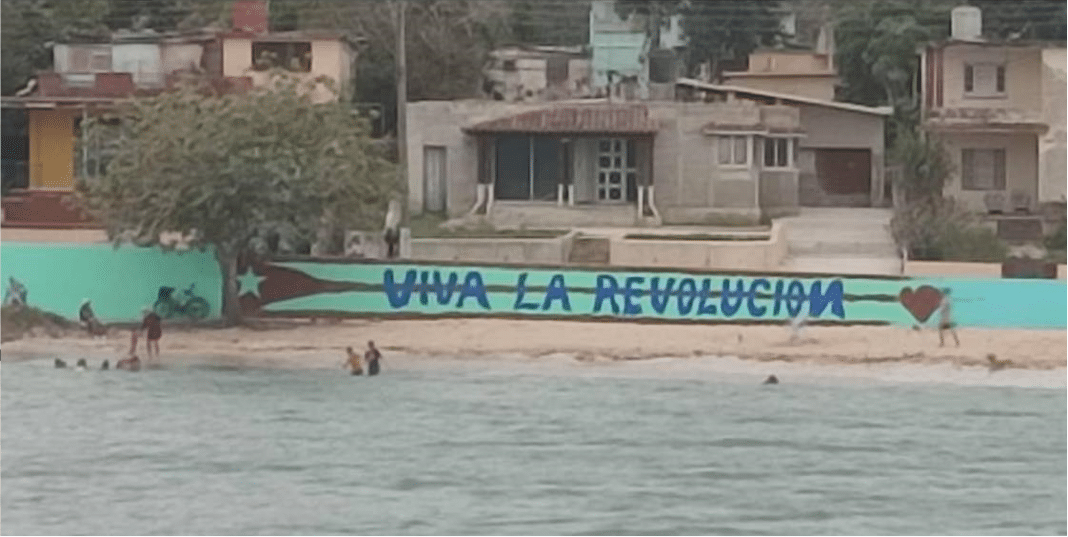 VIVA LA REVOLUCION